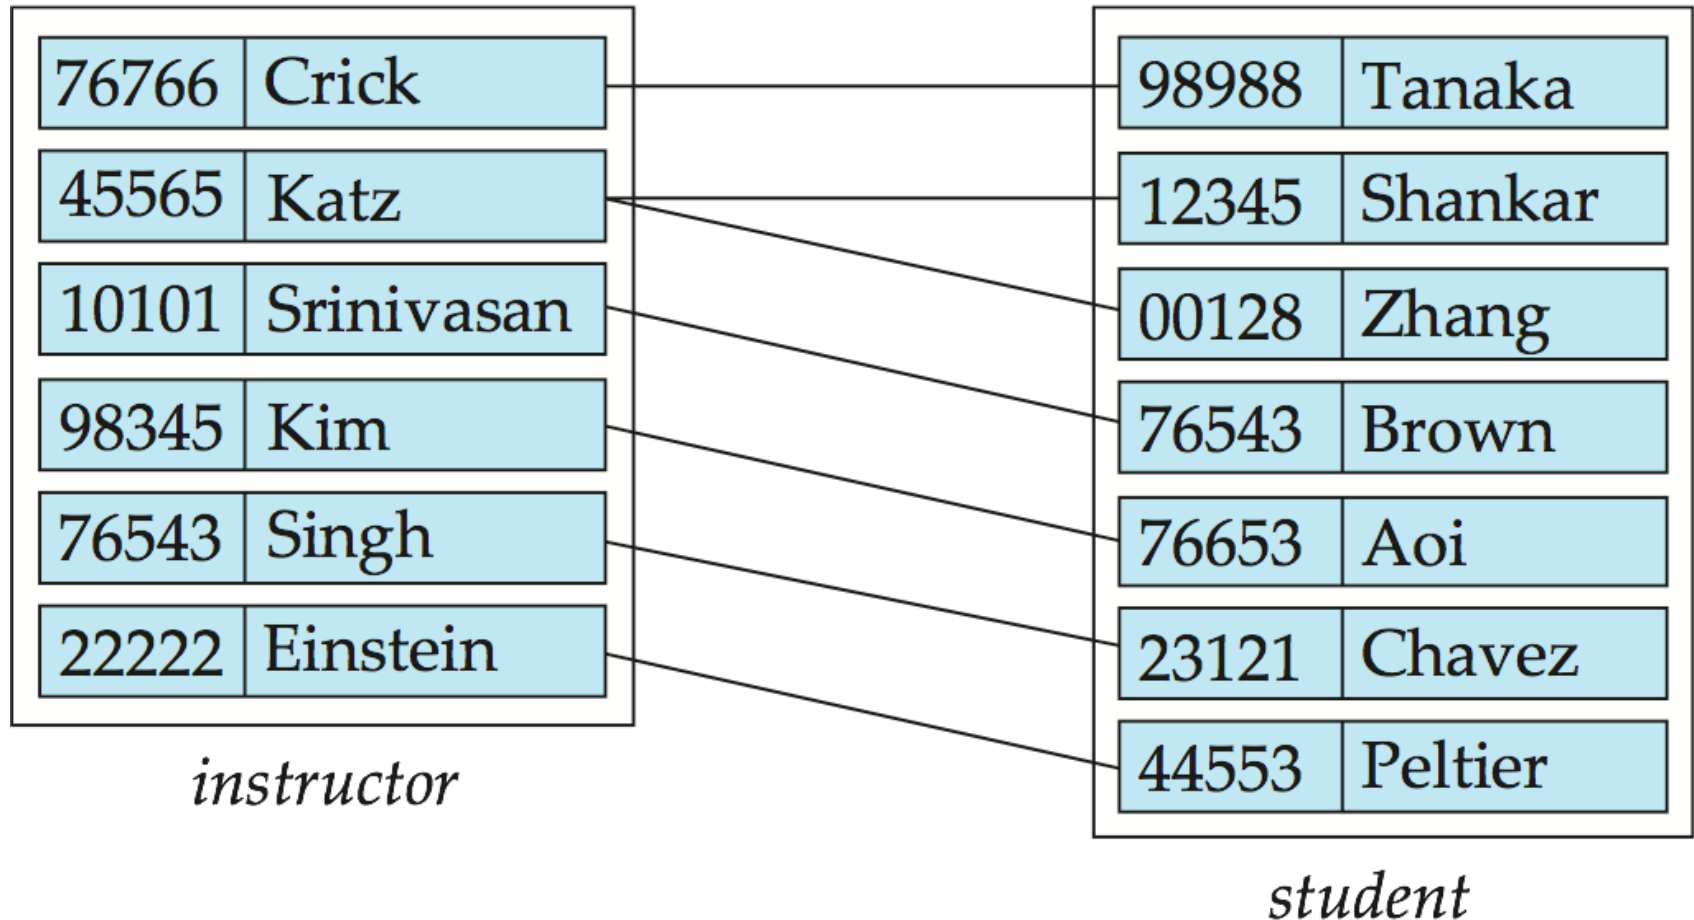 76766 Crick
45565 Katz
10101 Srinivasan
98345 Kim
76543 Singh
22222 Einstein
instructor
98988 Tanaka
12345 Shankar
00128 Zhang
76543 Brown
76653 Aoi
23121 Chavez
44553 Peltier
student